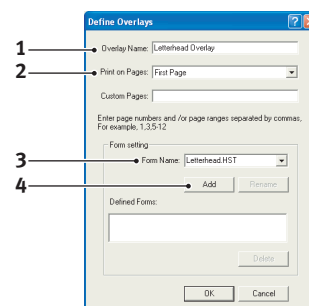 Define Overlays
1 Overlay Name: Letterhead Overlay
2 Print on Pages: First Page
Custom Pages:
Enter page numbers and /or page ranges separated by commas,
For example, 1,3,5-12
Form setting
3 Form Name: Letterhead.HST
4 Add Rename
Defined Forms:
Delete
OK Cancel